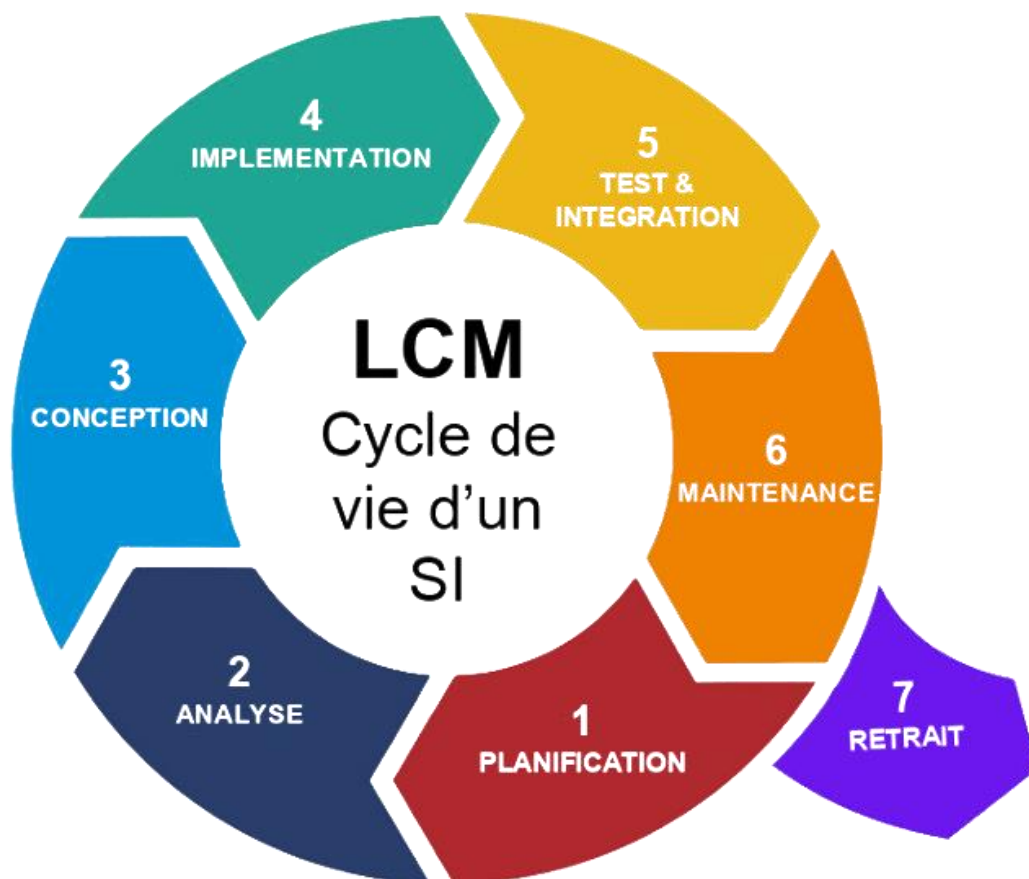 LCM
Cycle de
vie d’un
SI
1
PLANIFICATION
2
ANALYSE
3
CONCEPTION
4
IMPLEMENTATION
5
TEST &
INTEGRATION
6
MAINTENANCE
7
RETRAIT